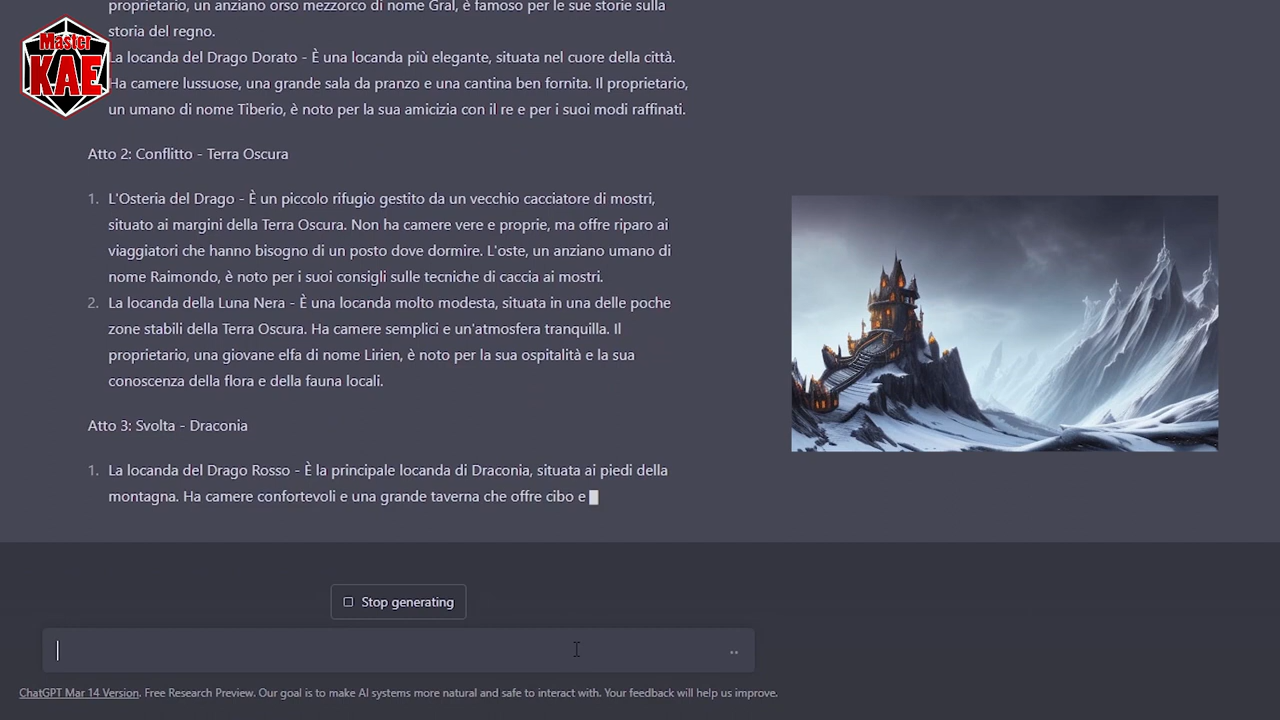 proprietario, un anziano orso mezzorco di nome Gral, è famoso per le sue storie sulla
storia del regno.
Master
KAE
La locanda del Drago Dorato - È una locanda più elegante, situata nel cuore della città.
Ha camere lussuose, una grande sala da pranzo e una cantina ben fornita. Il proprietario,
un umano di nome Tiberio, è noto per la sua amicizia con il re e per i suoi modi raffinati.
Atto 2: Conflitto - Terra Oscura
1. L'Osteria del Drago - È un piccolo rifugio gestito da un vecchio cacciatore di mostri,
situato ai margini della Terra Oscura. Non ha camere vere e proprie, ma offre riparo ai
viaggiatori che hanno bisogno di un posto dove dormire. L'oste, un anziano umano di
nome Raimondo, è noto per i suoi consigli sulle tecniche di caccia ai mostri.
2. La locanda della Luna Nera - È una locanda molto modesta, situata in una delle poche
zone stabili della Terra Oscura. Ha camere semplici e un'atmosfera tranquilla. Il
proprietario, una giovane elfa di nome Lirien, è noto per la sua ospitalità e la sua
conoscenza della flora e della fauna locali.
Atto 3: Svolta - Draconia
1. La locanda del Drago Rosso - È la principale locanda di Draconia, situata ai piedi della
montagna. Ha camere confortevoli e una grande taverna che offre cibo e
Stop generating
ChatGPT Mar 14 Version. Free Research Preview. Our goal is to make AI systems more natural and safe to interact with. Your feedback will help us improve.